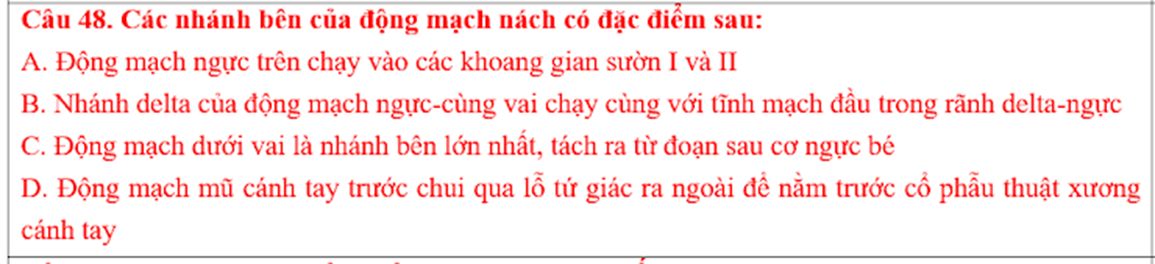 Câu 48. Các nhánh bên của động mạch nách có đặc điểm sau:
A. Động mạch ngực trên chạy vào các khoang gian sườn I và II
B. Nhánh delta của động mạch ngực-cùng vai chạy cùng với tĩnh mạch đầu trong rãnh delta-ngực
C. Động mạch dưới vai là nhánh bên lớn nhất, tách ra từ đoạn sau cơ ngực bé
D. Động mạch mũ cánh tay trước chui qua lỗ tứ giác ra ngoài để nằm trước cổ phẫu thuật xương
cánh tay